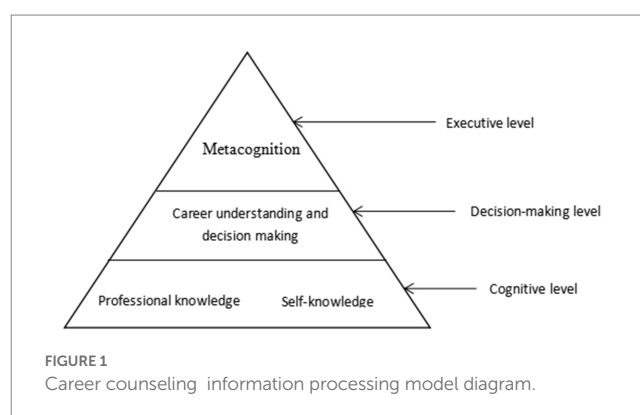 Executive level
Metacognition
Career understanding and
decision making
Decision-making level
Professional knowledge Self-knowledge
Cognitive level
FIGURE 1
Career counseling information processing model diagram.